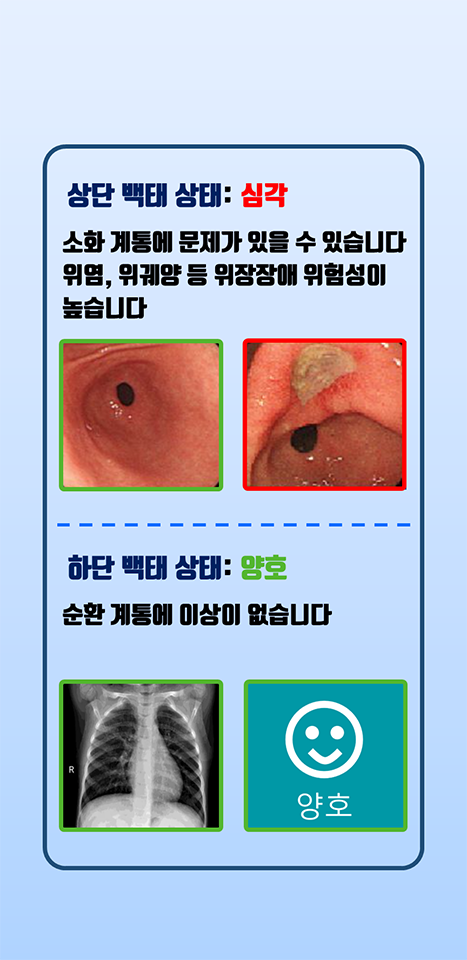 상단 백태 상태: 심각
소화 계통에 문제가 있을 수 있습니다
위염, 위궤양 등 위장장애 위험성이
높습니다
하단 백태 상태: 양호
순환 계통에 이상이 없습니다
R
양호